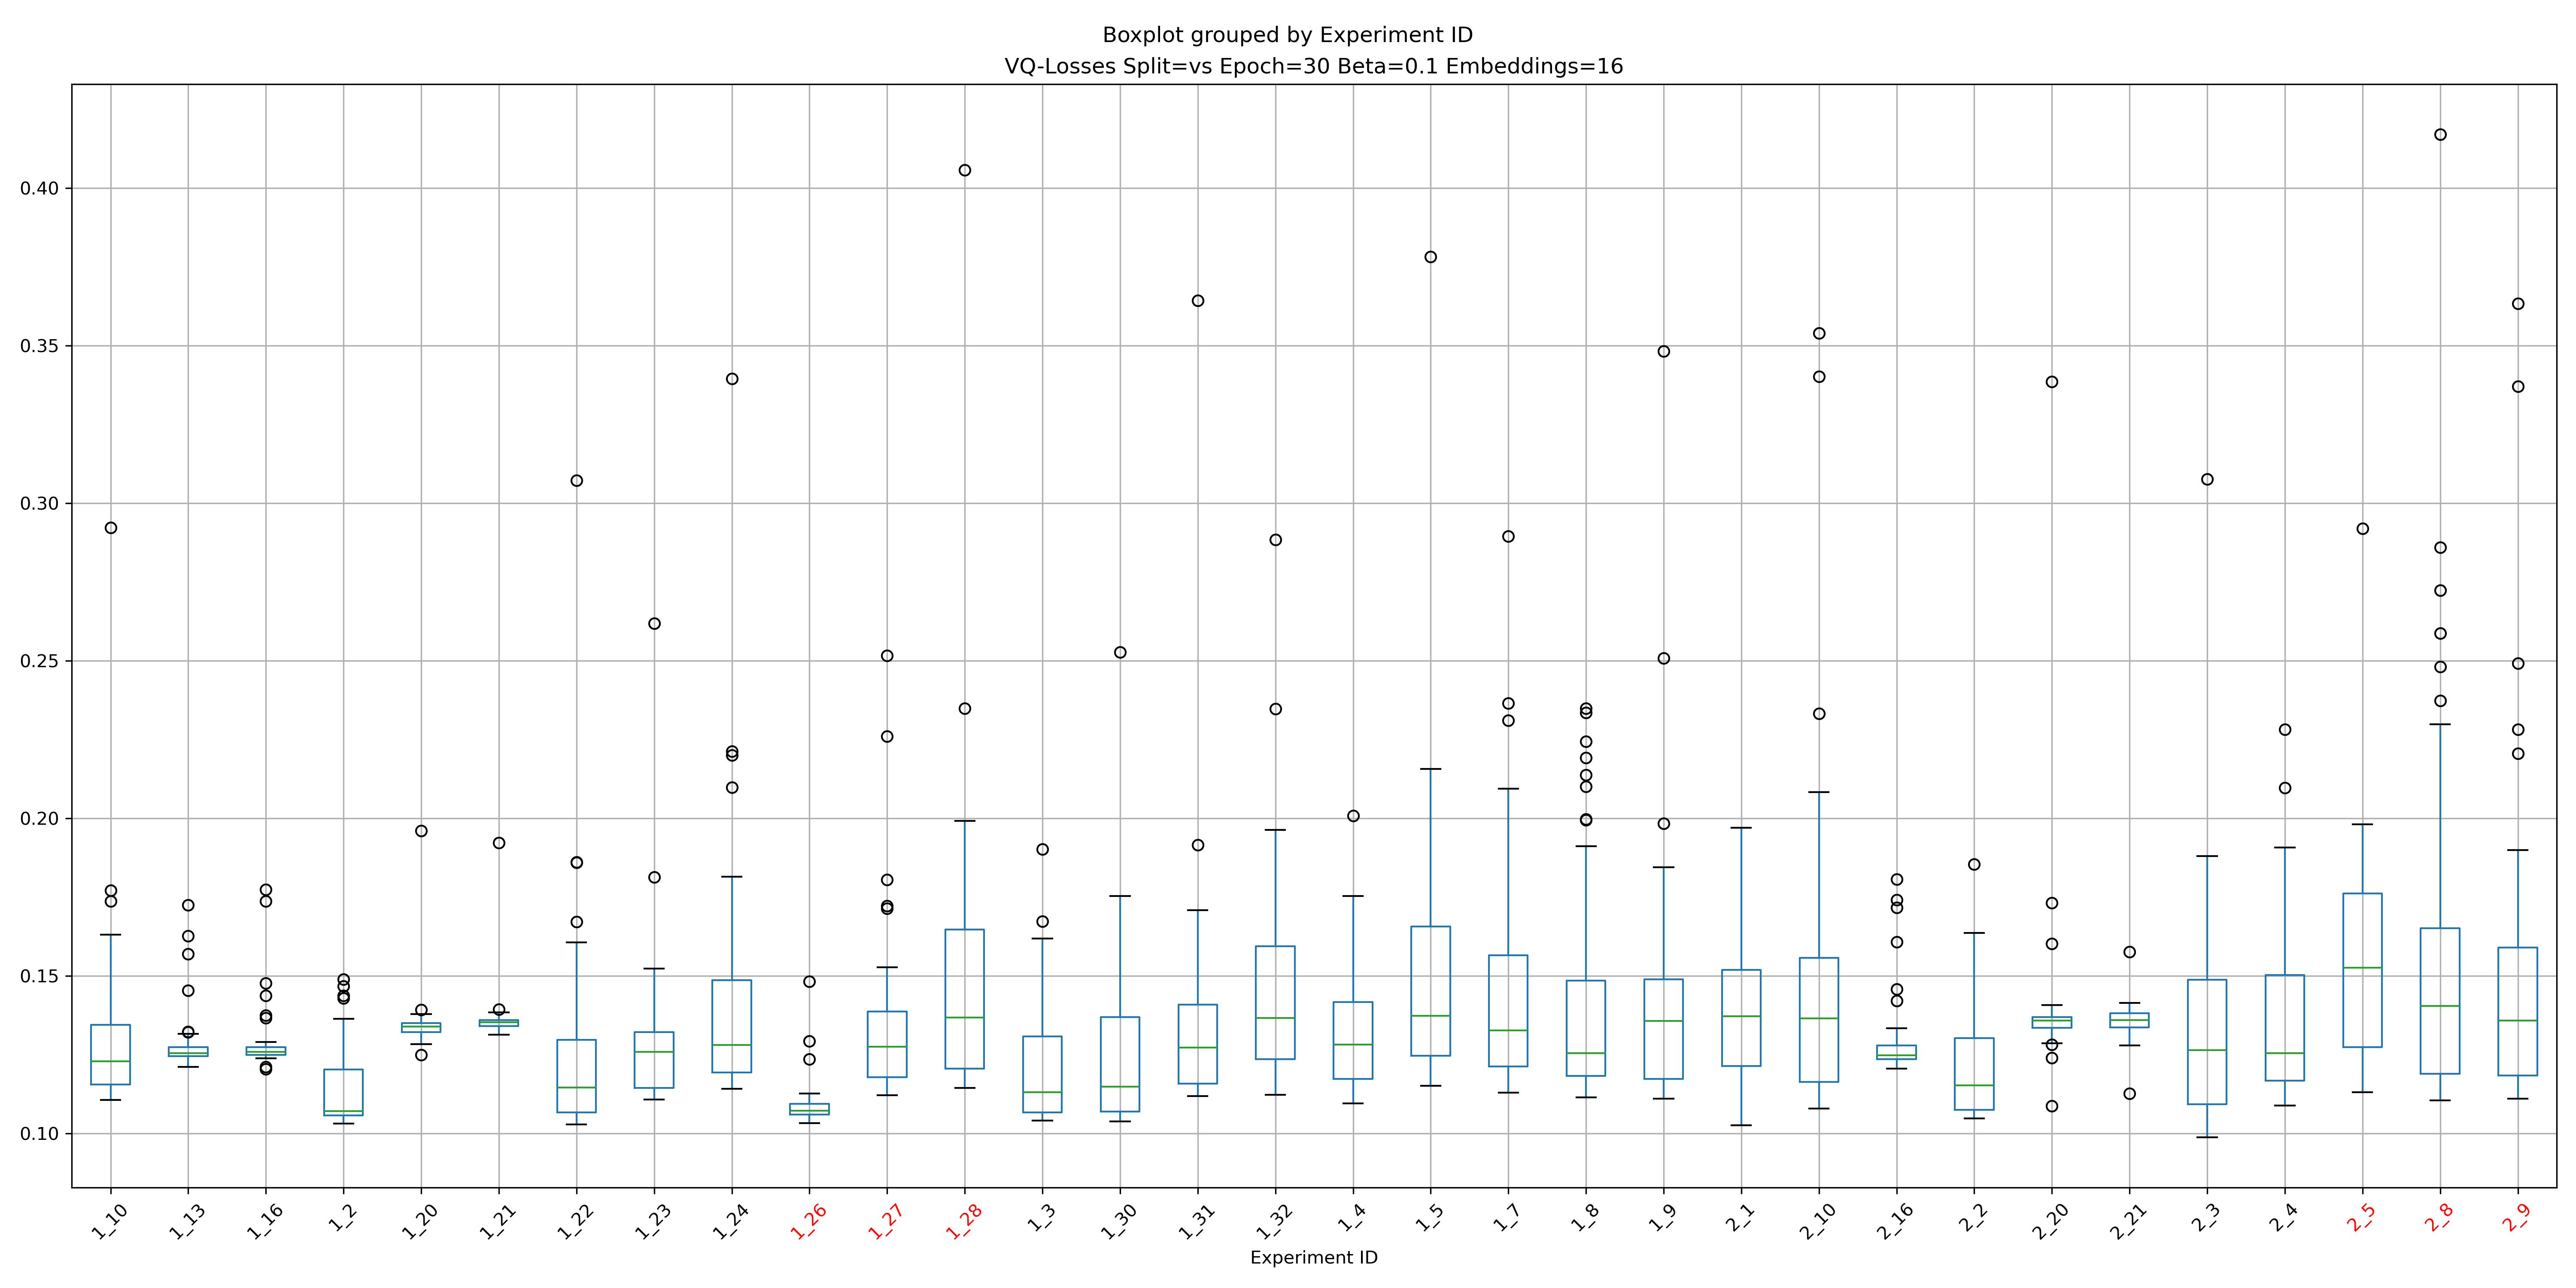 Boxplot grouped by Experiment ID
VQ-Losses Split=vs Epoch=30 Beta=0.1 Embeddings=16
0.40
0.35
0.30
0.25
0.20
0.15
0.10
1_10 1_13 1_16 1_2 1_20 1_21 1_22 1_23 1_24 1_26 1_27 1_28 1_3 1_30 1_31 1_32 1_4 1_5 1_7 1_8 1_9 2_1 2_10 2_16 2_2 2_20 2_21 2_3 2_4 2_5 2_8 2_9
Experiment ID